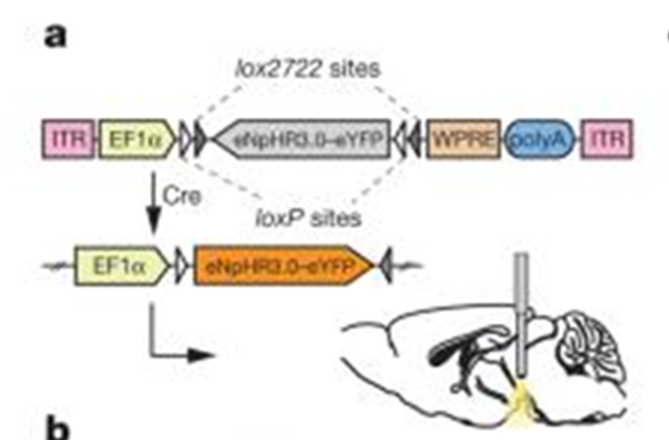 a
lox2722 sites
ITR EF1α eNpHR3.0-eYFP WPRE polyA ITR
Cre
loxP sites
EF1α eNpHR3.0-eYFP
b